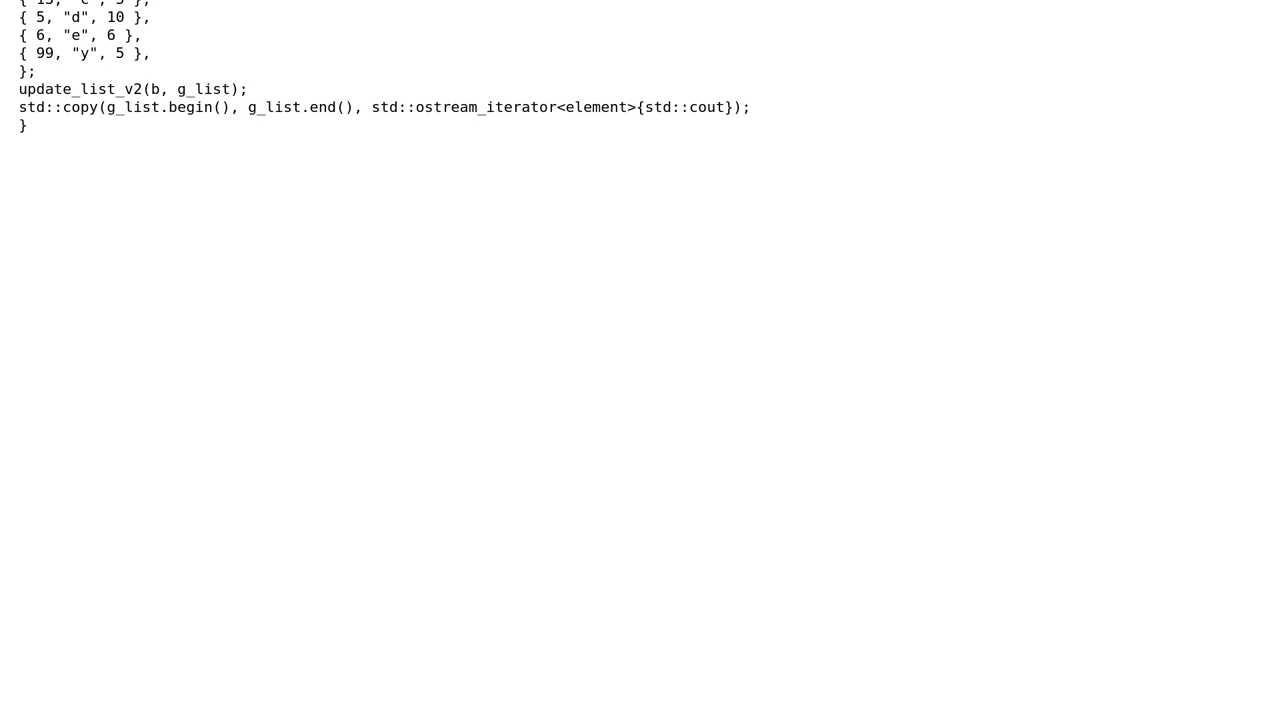 { 5, "d", 10 },
{ 6, "e", 6 },
{ 99, "y", 5 },
};
update_list_v2(b, g_list);
std::copy(g_list.begin(), g_list.end(), std::ostream_iterator<element>{std::cout});
}